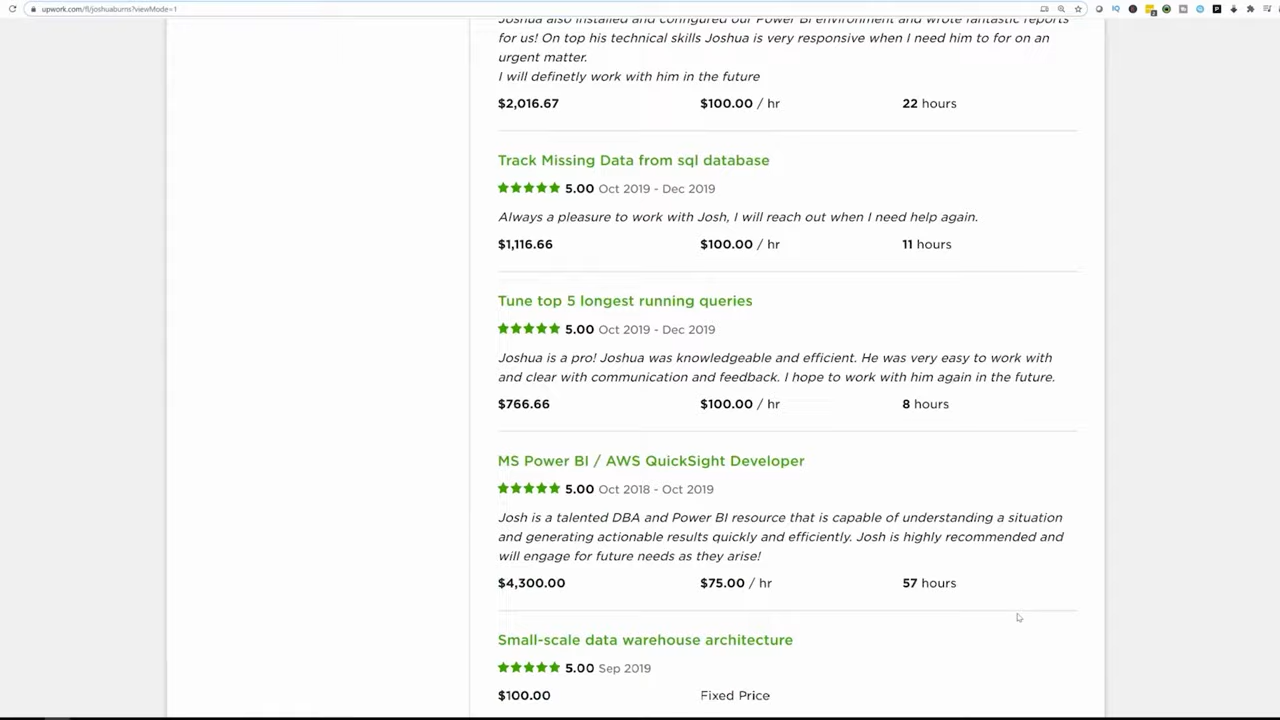 upwork.com/fl/joshuaburns?viewMode=1
Joshua also installed and configured our Power BI environment and wrote fantastic reports
for us! On top his technical skills Joshua is very responsive when I need him to for on an
urgent matter.
I will definetly work with him in the future
$2,016.67 $100.00 / hr 22 hours
Track Missing Data from sql database
5.00 Oct 2019 - Dec 2019
Always a pleasure to work with Josh, I will reach out when I need help again.
$1,116.66 $100.00 / hr 11 hours
Tune top 5 longest running queries
5.00 Oct 2019 - Dec 2019
Joshua is a pro! Joshua was knowledgeable and efficient. He was very easy to work with
and clear with communication and feedback. I hope to work with him again in the future.
$766.66 $100.00 / hr 8 hours
MS Power BI / AWS QuickSight Developer
5.00 Oct 2018 - Oct 2019
Josh is a talented DBA and Power BI resource that is capable of understanding a situation
and generating actionable results quickly and efficiently. Josh is highly recommended and
will engage for future needs as they arise!
$4,300.00 $75.00 / hr 57 hours
Small-scale data warehouse architecture
5.00 Sep 2019
$100.00 Fixed Price